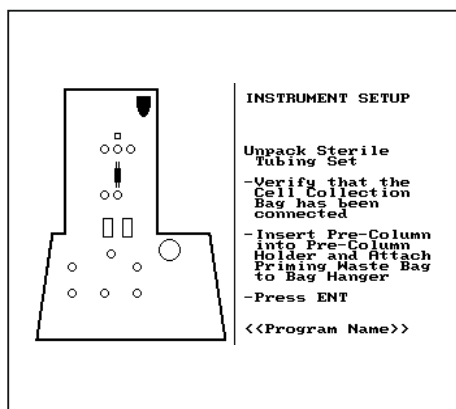 INSTRUMENT SETUP
Unpack Sterile
Tubing Set
-Verify that the
Cell Collection
Bag has been
connected
-Insert Pre-Column
into Pre-Column
Holder and Attach
Priming Waste Bag
to Bag Hanger
-Press ENT
<<Program Name>>